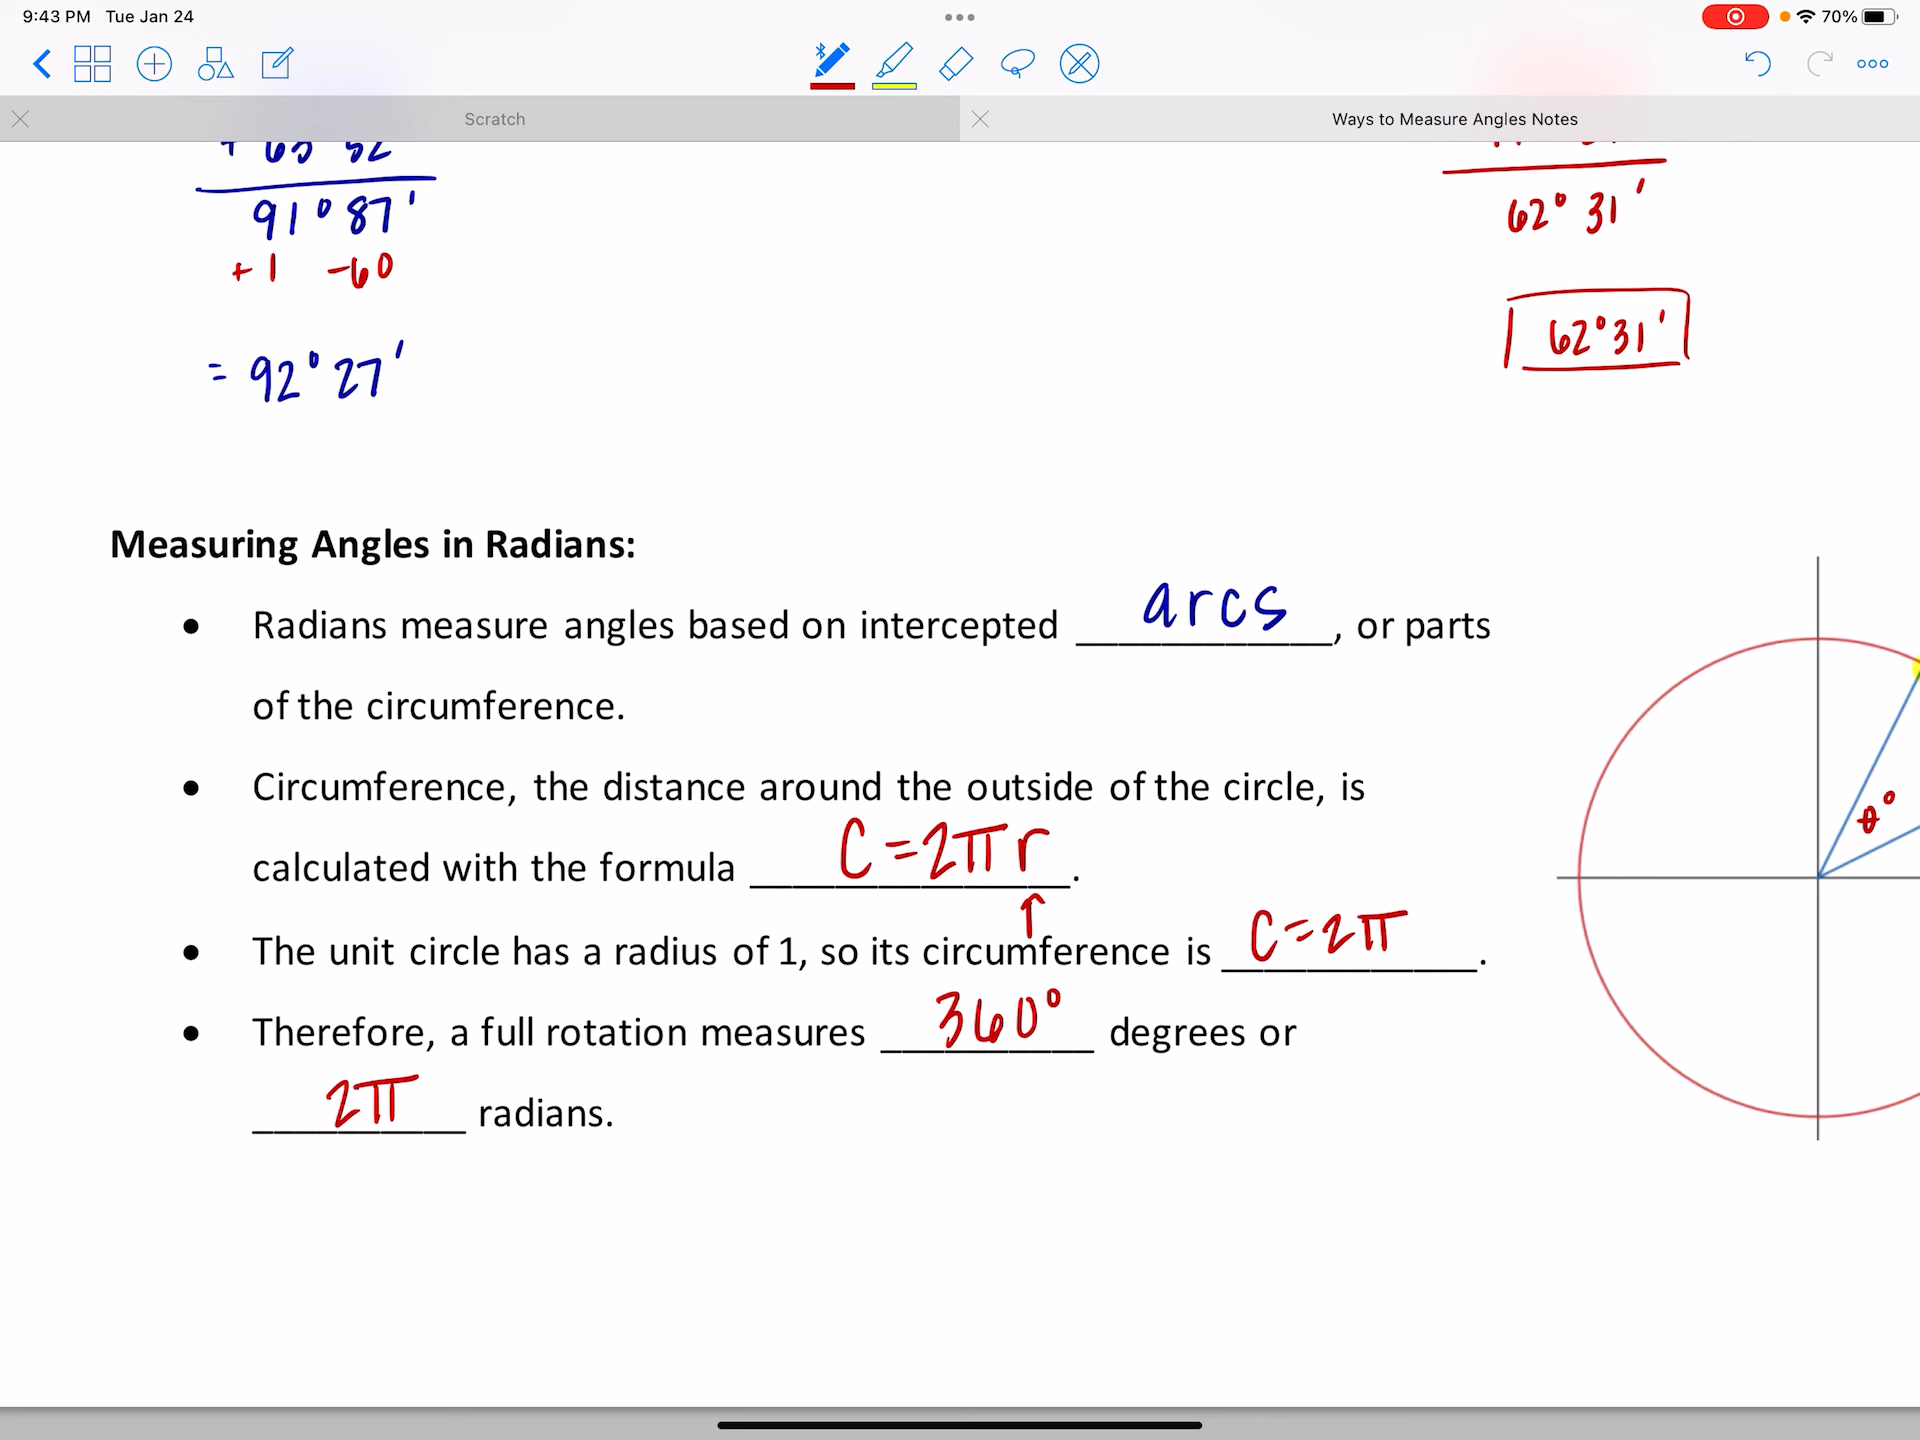 9:43 PM Tue Jan 24
70%
Scratch
Ways to Measure Angles Notes
91° 87'
+1 -60
= 92° 27'
62° 31'
62° 31'
Measuring Angles in Radians:
• Radians measure angles based on intercepted arcs, or parts
of the circumference.
• Circumference, the distance around the outside of the circle, is
calculated with the formula C = 2πr.
• The unit circle has a radius of 1, so its circumference is C = 2π.
• Therefore, a full rotation measures 360° degrees or
2π radians.
θ°